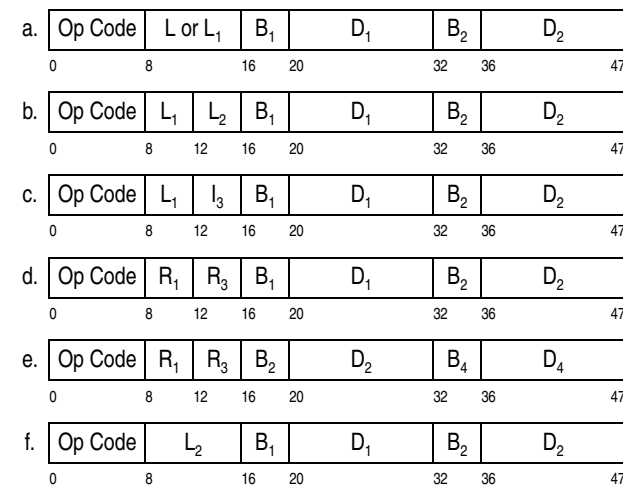 a. Op Code L or L₁ B₁ D₁ B₂ D₂
0 8 16 20 32 36 47
b. Op Code L₁ L₂ B₁ D₁ B₂ D₂
0 8 12 16 20 32 36 47
c. Op Code L₁ I₃ B₁ D₁ B₂ D₂
0 8 12 16 20 32 36 47
d. Op Code R₁ R₃ B₁ D₁ B₂ D₂
0 8 12 16 20 32 36 47
e. Op Code R₁ R₃ B₂ D₂ B₄ D₄
0 8 12 16 20 32 36 47
f. Op Code L₂ B₁ D₁ B₂ D₂
0 8 16 20 32 36 47